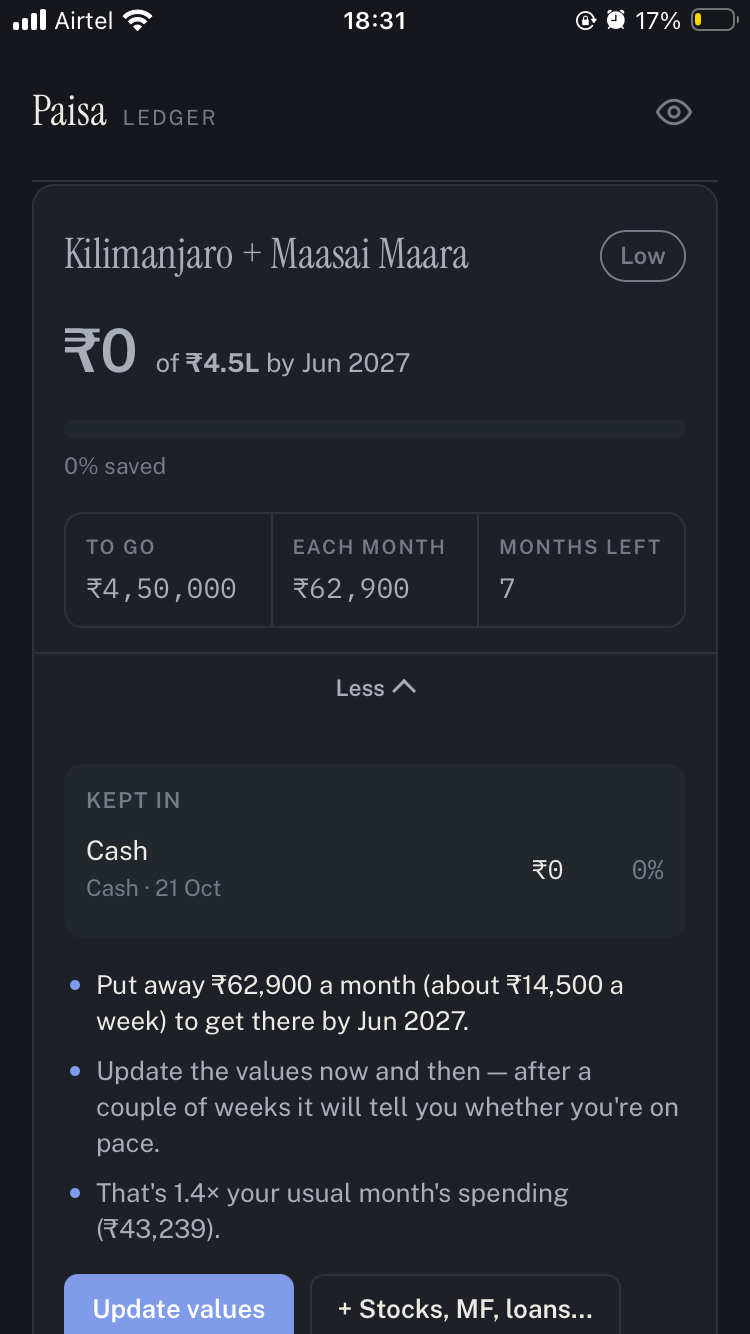 Airtel 18:31 17%
Paisa LEDGER
Kilimanjaro + Maasai Maara Low
₹0 of ₹4.5L by Jun 2027
0% saved
TO GO EACH MONTH MONTHS LEFT
₹4,50,000 ₹62,900 7
Less
KEPT IN
Cash
₹0 0%
Cash · 21 Oct
• Put away ₹62,900 a month (about ₹14,500 a
week) to get there by Jun 2027.
• Update the values now and then — after a
couple of weeks it will tell you whether you're on
pace.
• That's 1.4× your usual month's spending
(₹43,239).
Update values + Stocks, MF, loans...